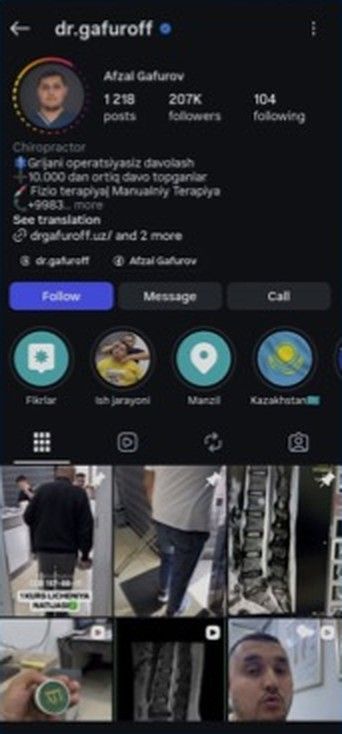 dr.gafuroff
Afzal Gafurov
1 218 207K 104
posts followers following
Chiropractor
Grijani operatsiyasiz davolash
10.000 dan ortiq davo topganlar
Fizio terapiya| Manualniy Terapiya
+9983... more
See translation
drgafuroff.uz/ and 2 more
dr.gafuroff Afzal Gafurov
Follow Message Call
Fikrlar Ish jarayoni Manzil Kazakhstan
1 KURS LICHENIYA
NATIJASI